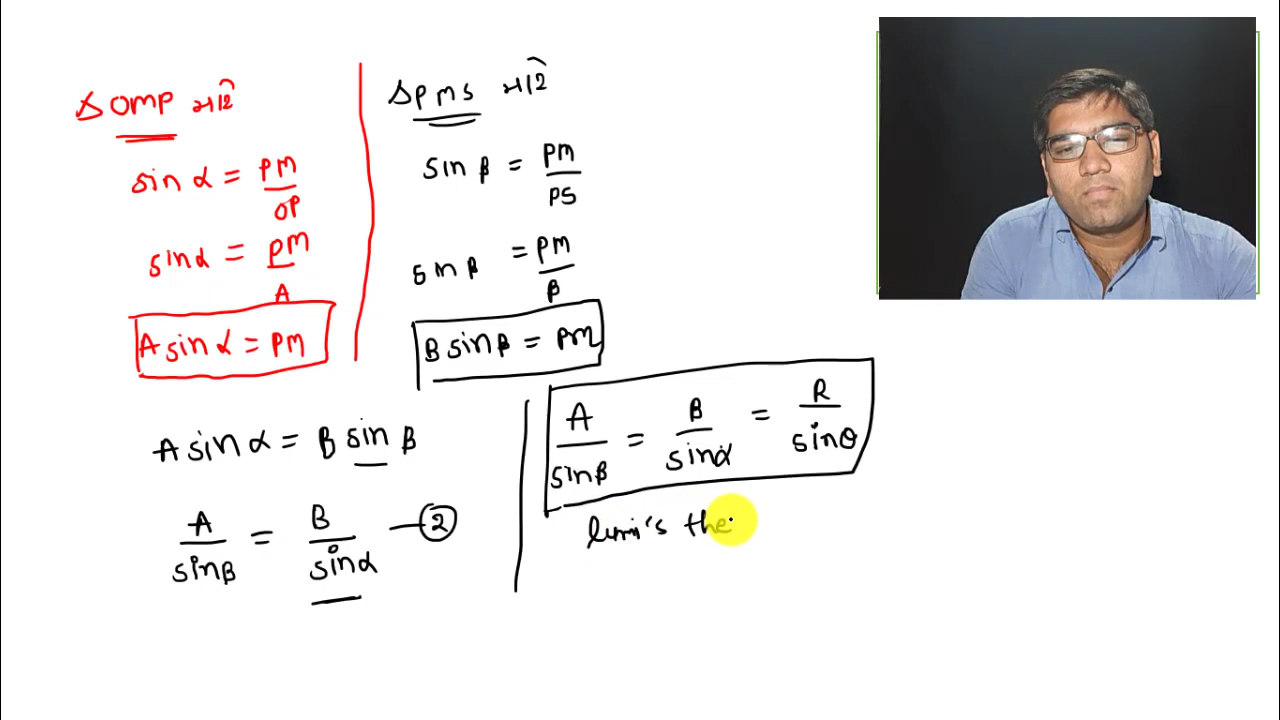 Δ OMP માટે
sin α = PM/OP
sin α = PM/A
A sin α = PM
Δ PMS માટે
sin β = PM/PS
sin β = PM/B
B sin β = PM
A sin α = B sin β
A/sin β = B/sin α — ②
A/sin β = B/sin α = R/sin θ
lami's the